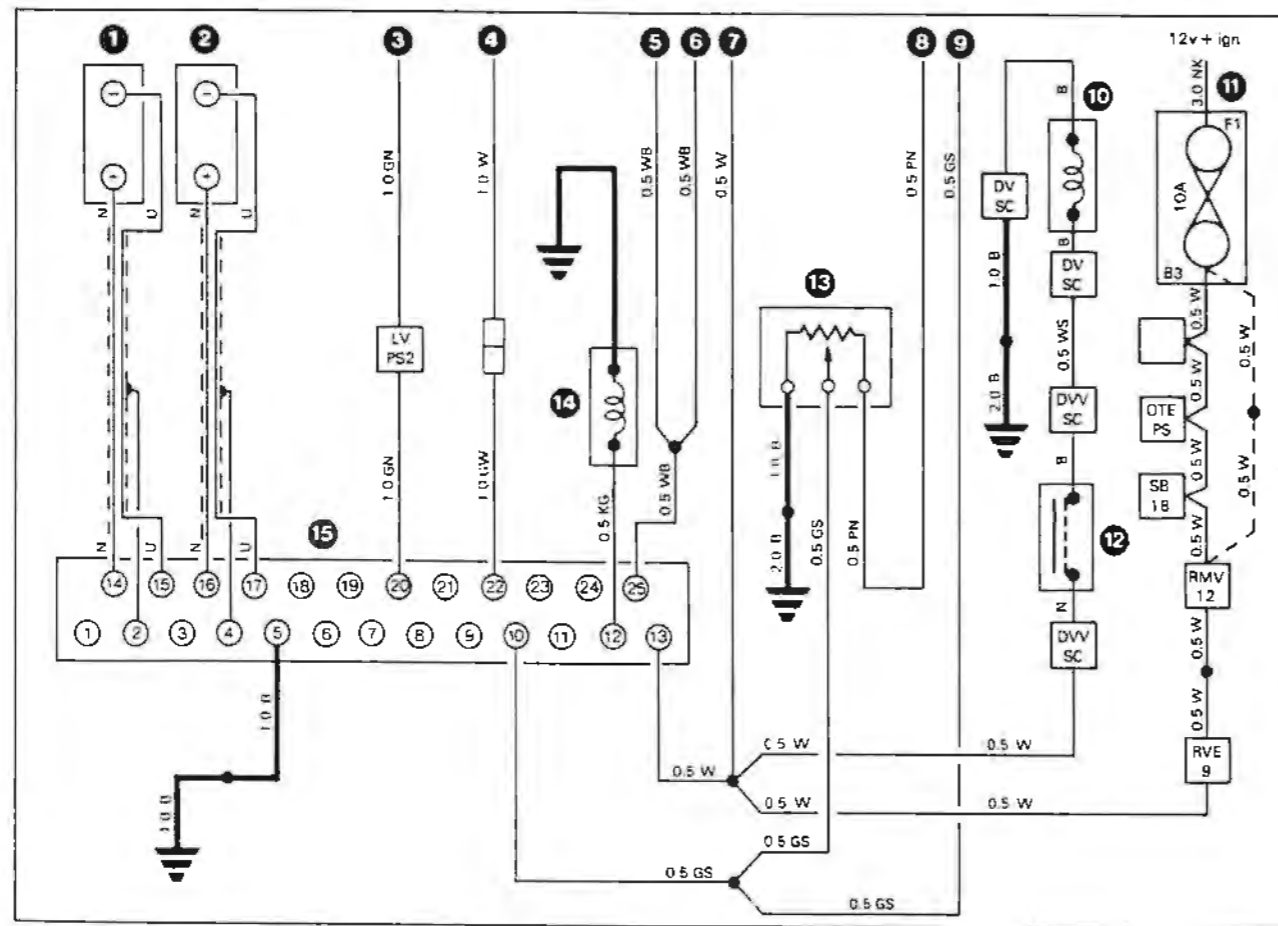 1 2 3 4 5 6 7 8 9
12v + ign
3.0 NK
11
F1
10A
B3
10
B
DV
SC
B
DV
SC
1.0 B
2.0 B
0.5 WS
DVV
SC
B
12
N
DVV
SC
0.5 W
0.5 W
OTE
PS
0.5 W
SB
18
0.5 W
RMV
12
0.5 W
0.5 W
0.5 W
0.5 W
RVE
9
N U
N U
1.0 GN
LV
PS2
1.0 GN
1.0 W
1.0 GW
0.5 WB
0.5 WB
0.5 W
0.5 WB
14
0.5 KG
0.5 PN
0.5 GS
13
1.0 B
2.0 B
0.5 GS
0.5 PN
N U N U
15
14 15 16 17 18 19 20 21 22 23 24 25
1 2 3 4 5 6 7 8 9 10 11 12 13
1.0 B
1.0 B
0.5 W
0.5 W
0.5 W
0.5 W
0.5 W
0.5 GS
0.5 GS
0.5 GS